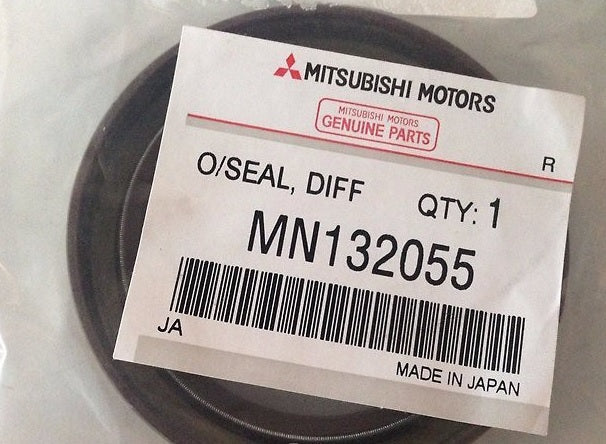 MITSUBISHI MOTORS
MITSUBISHI MOTORS
GENUINE PARTS
R
O/SEAL, DIFF QTY: 1
MN132055
JA
MADE IN JAPAN